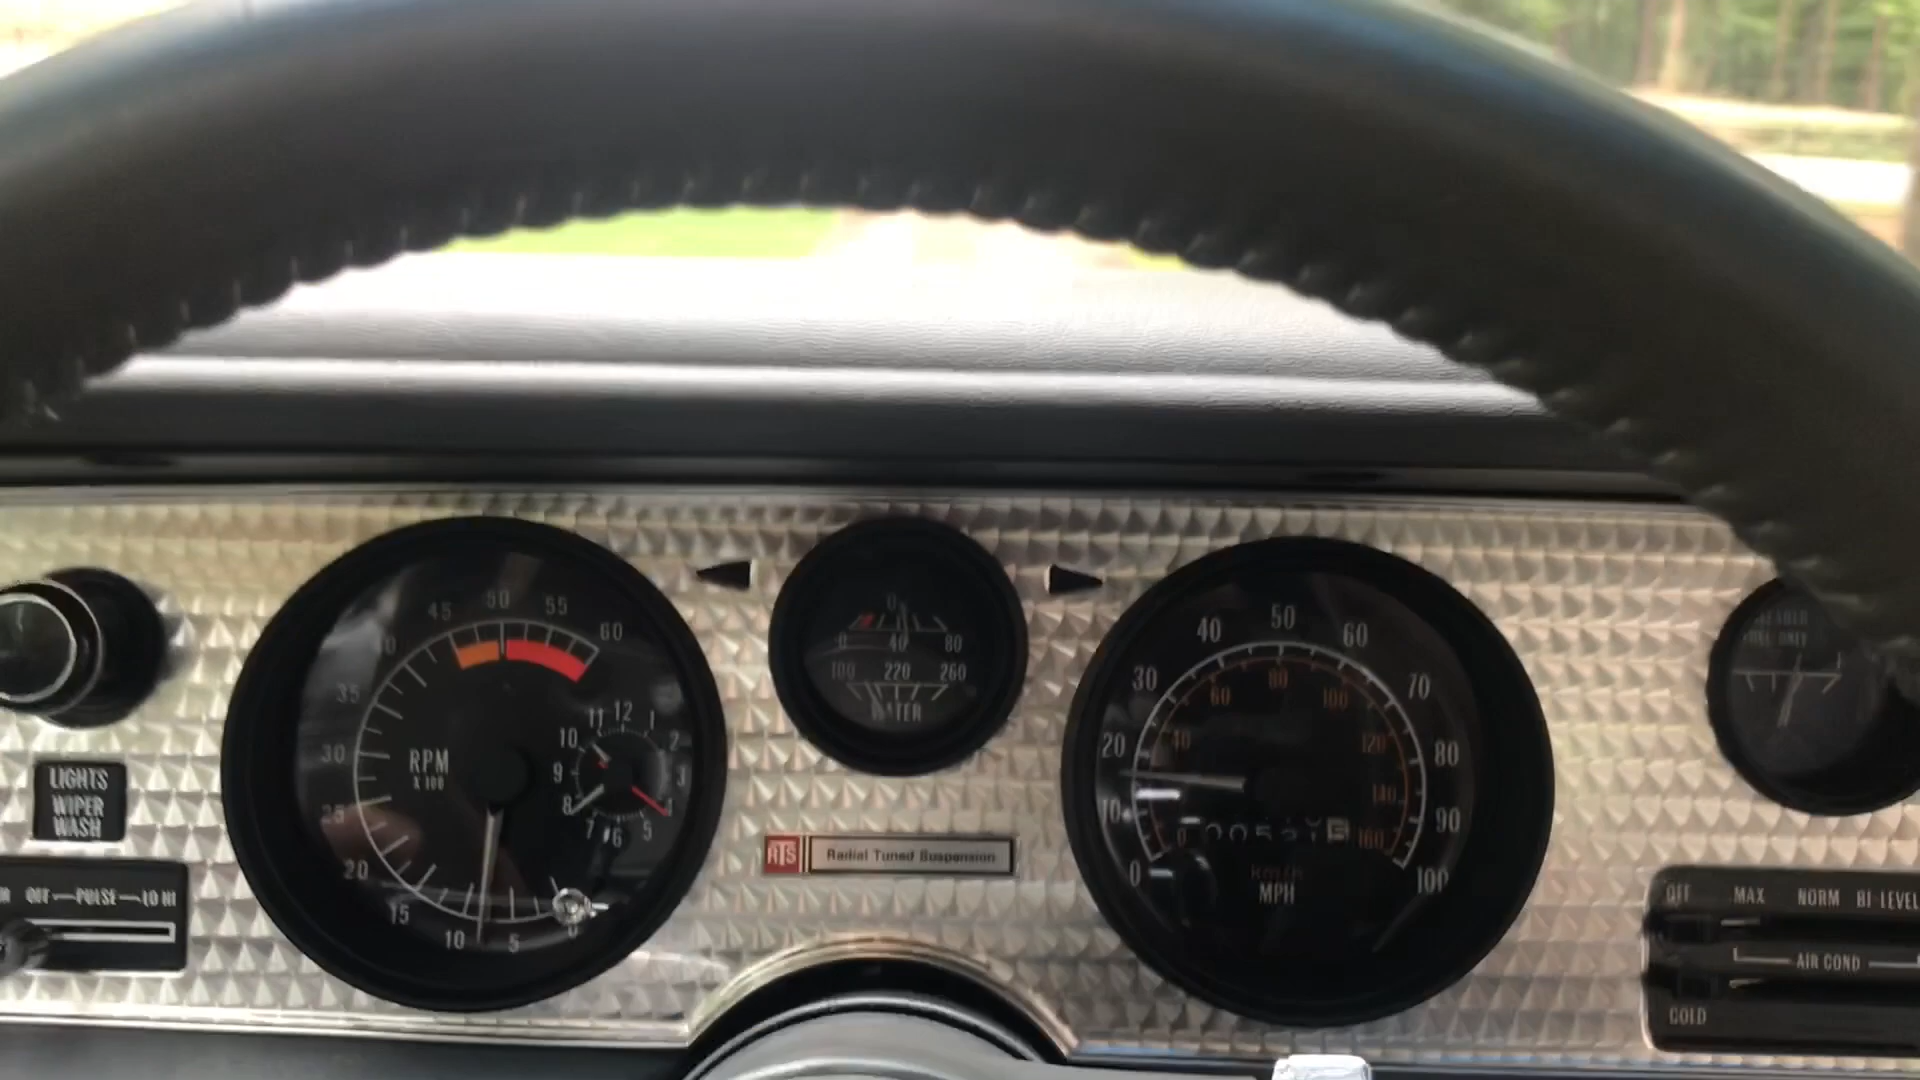 45 50 55 60
35
30
25
20
15
10
5
0
RPM
X 100
11 12 1
10 2
9 3
8
7 6 5
0 40 80
100 220 260
WATER
RTS Radial Tuned Suspension
0 10 20 30 40 50 60 70 80 90 100
40 60 80 100 120 140 160
km/h
MPH
FUEL ONLY
LIGHTS
WIPER
WASH
OFF PULSE LO HI
OFF MAX NORM BI LEVEL
AIR COND
COLD